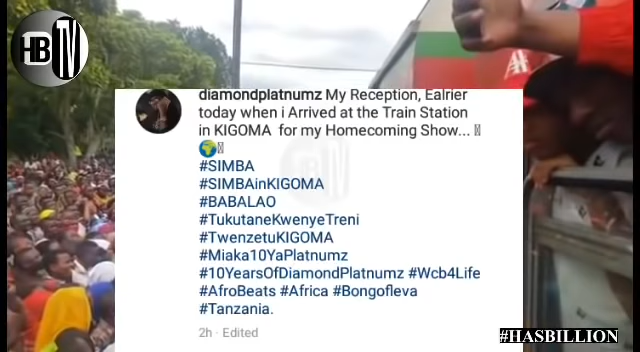 HB TV
diamondplatnumz My Reception, Ealrier
today when i Arrived at the Train Station
in KIGOMA for my Homecoming Show...
#SIMBA
#SIMBAinKIGOMA
#BABALAO
#TukutaneKwenyeTreni
#TwenzetuKIGOMA
#Miaka10YaPlatnumz
#10YearsOfDiamondPlatnumz #Wcb4Life
#AfroBeats #Africa #Bongofleva
#Tanzania.
2h · Edited
#HASBILLION